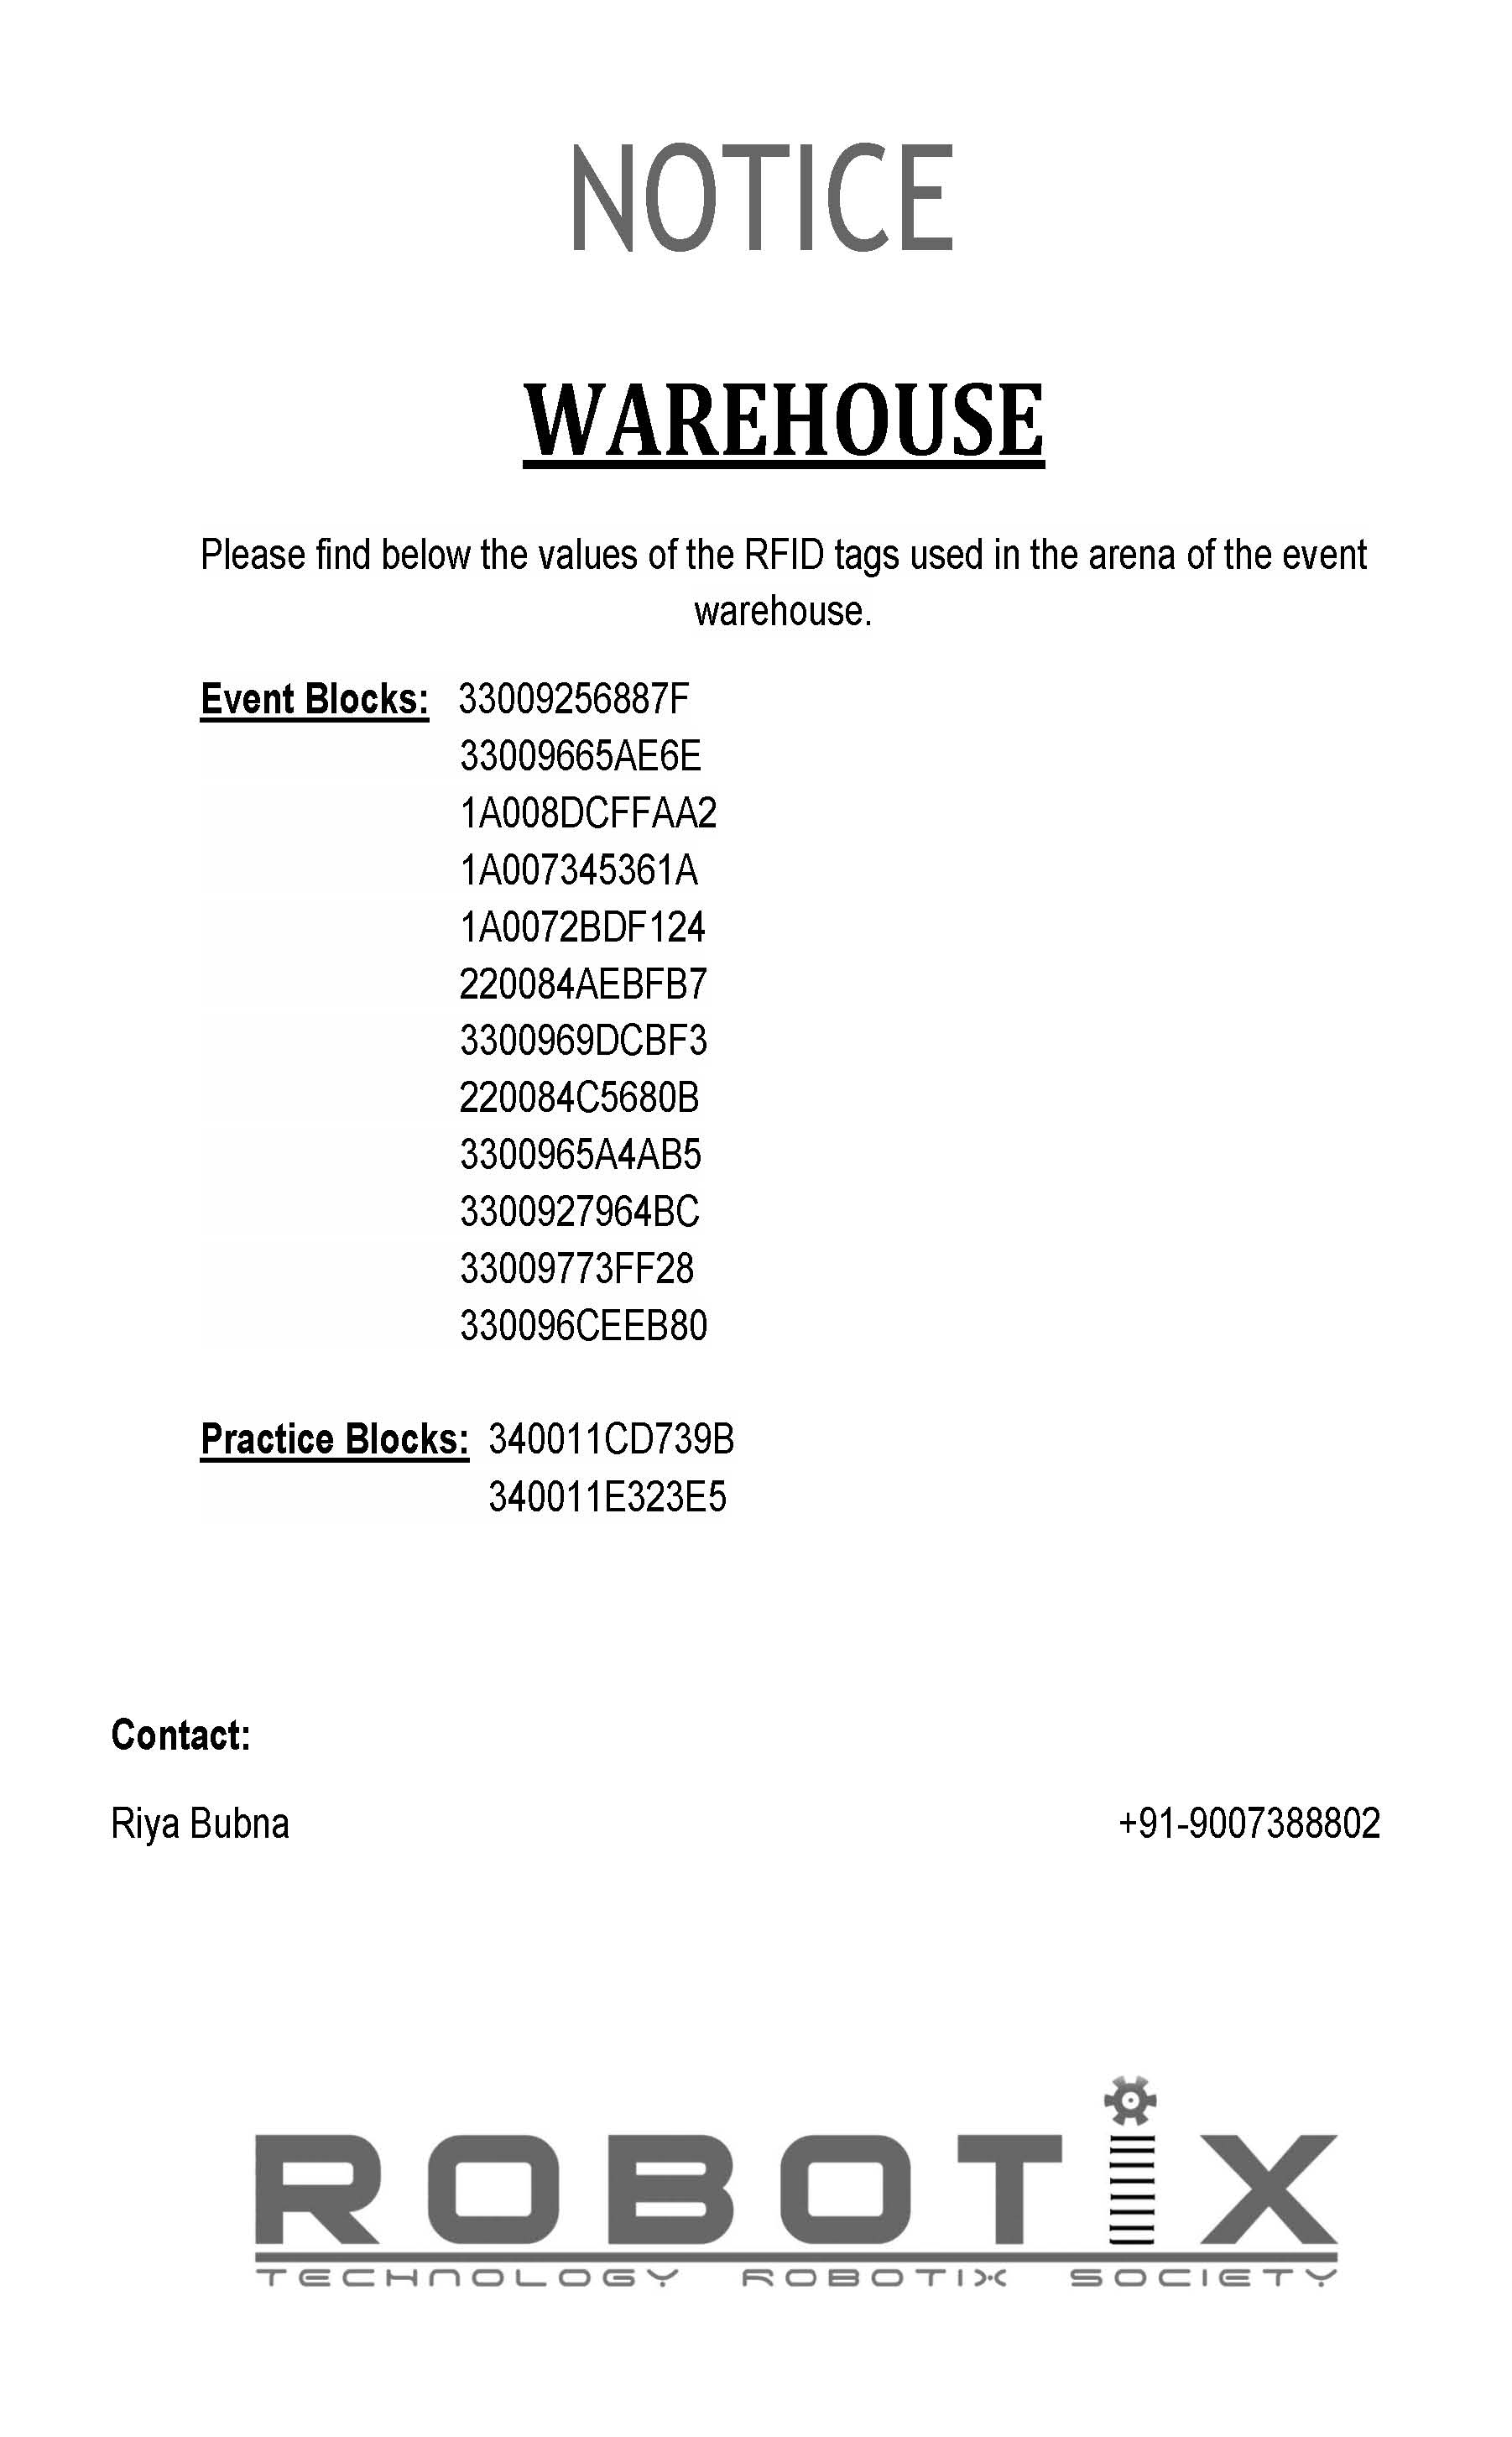 NOTICE
WAREHOUSE
Please find below the values of the RFID tags used in the arena of the event
warehouse.
Event Blocks: 33009256887F
33009665AE6E
1A008DCFFAA2
1A007345361A
1A0072BDF124
220084AEBFB7
3300969DCBF3
220084C5680B
3300965A4AB5
3300927964BC
33009773FF28
330096CEEB80
Practice Blocks: 340011CD739B
340011E323E5
Contact:
Riya Bubna +91-9007388802
ROBOTiX
TECHNOLOGY ROBOTIX SOCIETY